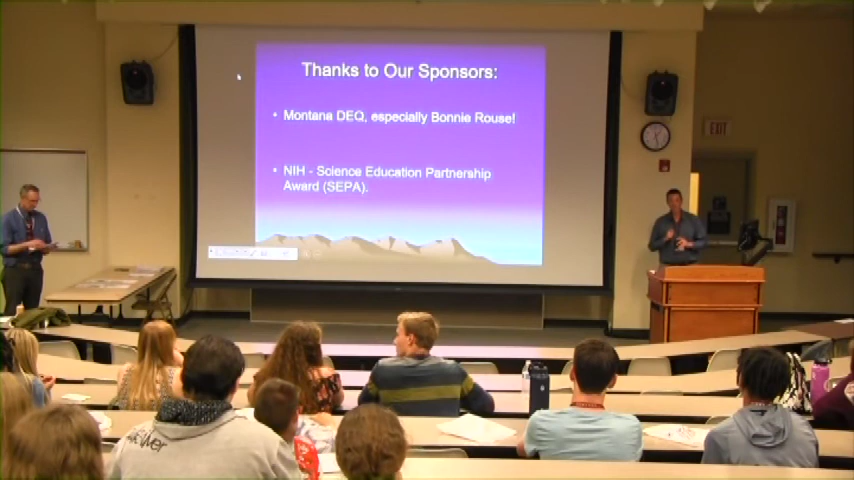 Thanks to Our Sponsors:
• Montana DEQ, especially Bonnie Rouse!
• NIH - Science Education Partnership
Award (SEPA).
EXIT